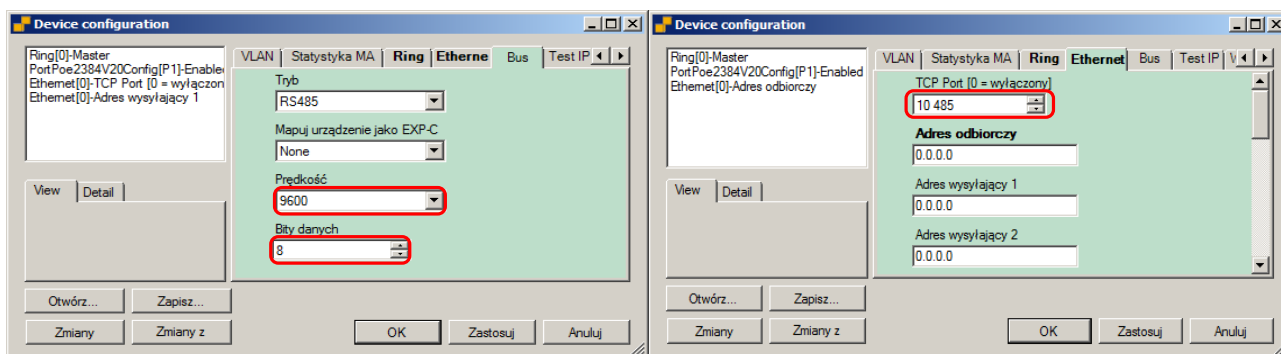 Device configuration
Ring[0]-Master
PortPoe2384V20Config[P1]-Enable
Ethernet[0]-TCP Port [0 = wyłączon
Ethernet[0]-Adres wysyłający 1
VLAN
Statystyka MA
Ring
Etherne
Bus
Test IP
Tryb
RS485
Mapuj urządzenie jako EXP-C
None
Prędkość
9600
Bity danych
8
View
Detail
Otwórz...
Zapisz...
Zmiany
Zmiany z
OK
Zastosuj
Anuluj
Device configuration
Ring[0]-Master
PortPoe2384V20Config[P1]-Enabled
Ethernet[0]-Adres odbiorczy
VLAN
Statystyka MA
Ring
Ethernet
Bus
Test IP
TCP Port [0 = wyłączony]
10 485
Adres odbiorczy
0.0.0.0
Adres wysyłający 1
0.0.0.0
Adres wysyłający 2
0.0.0.0
View
Detail
Otwórz...
Zapisz...
Zmiany
Zmiany z
OK
Zastosuj
Anuluj